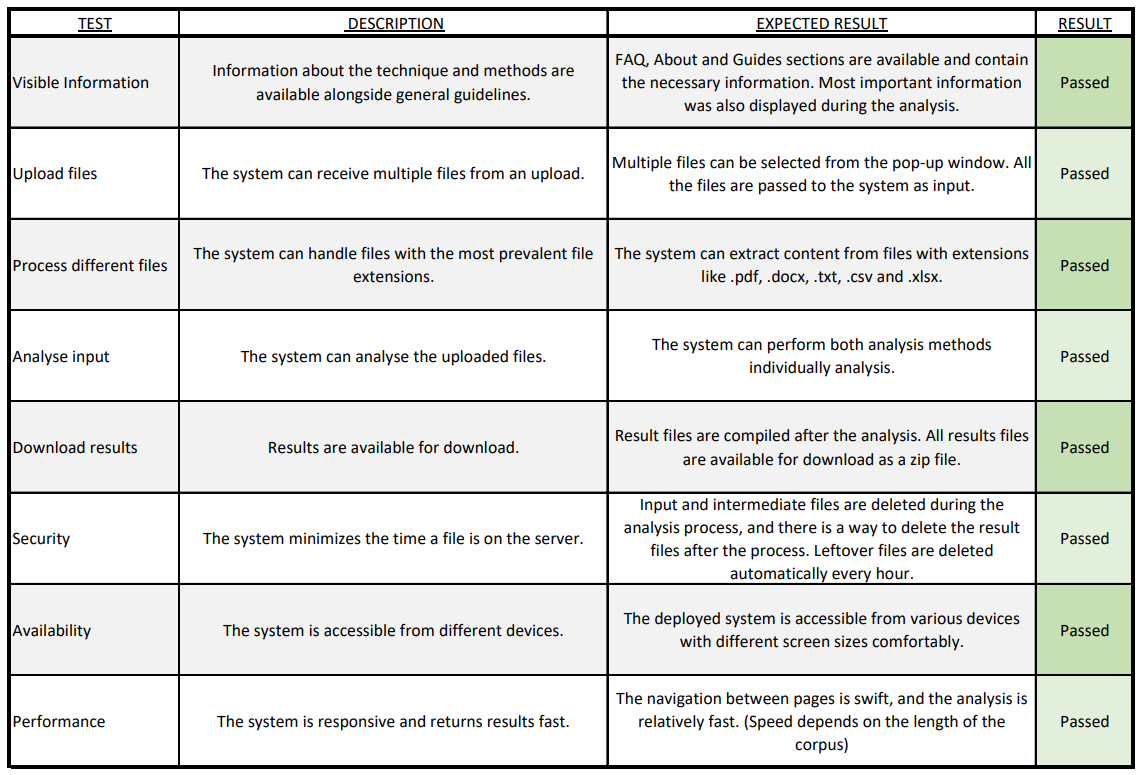 TEST DESCRIPTION EXPECTED RESULT RESULT
Visible Information
Information about the technique and methods are
available alongside general guidelines.
FAQ, About and Guides sections are available and contain
the necessary information. Most important information
was also displayed during the analysis.
Passed
Upload files
The system can receive multiple files from an upload.
Multiple files can be selected from the pop-up window. All
the files are passed to the system as input.
Passed
Process different files
The system can handle files with the most prevalent file
extensions.
The system can extract content from files with extensions
like .pdf, .docx, .txt, .csv and .xlsx.
Passed
Analyse input
The system can analyse the uploaded files.
The system can perform both analysis methods
individually analysis.
Passed
Download results
Results are available for download.
Result files are compiled after the analysis. All results files
are available for download as a zip file.
Passed
Security
The system minimizes the time a file is on the server.
Input and intermediate files are deleted during the
analysis process, and there is a way to delete the result
files after the process. Leftover files are deleted
automatically every hour.
Passed
Availability
The system is accessible from different devices.
The deployed system is accessible from various devices
with different screen sizes comfortably.
Passed
Performance
The system is responsive and returns results fast.
The navigation between pages is swift, and the analysis is
relatively fast. (Speed depends on the length of the
corpus)
Passed